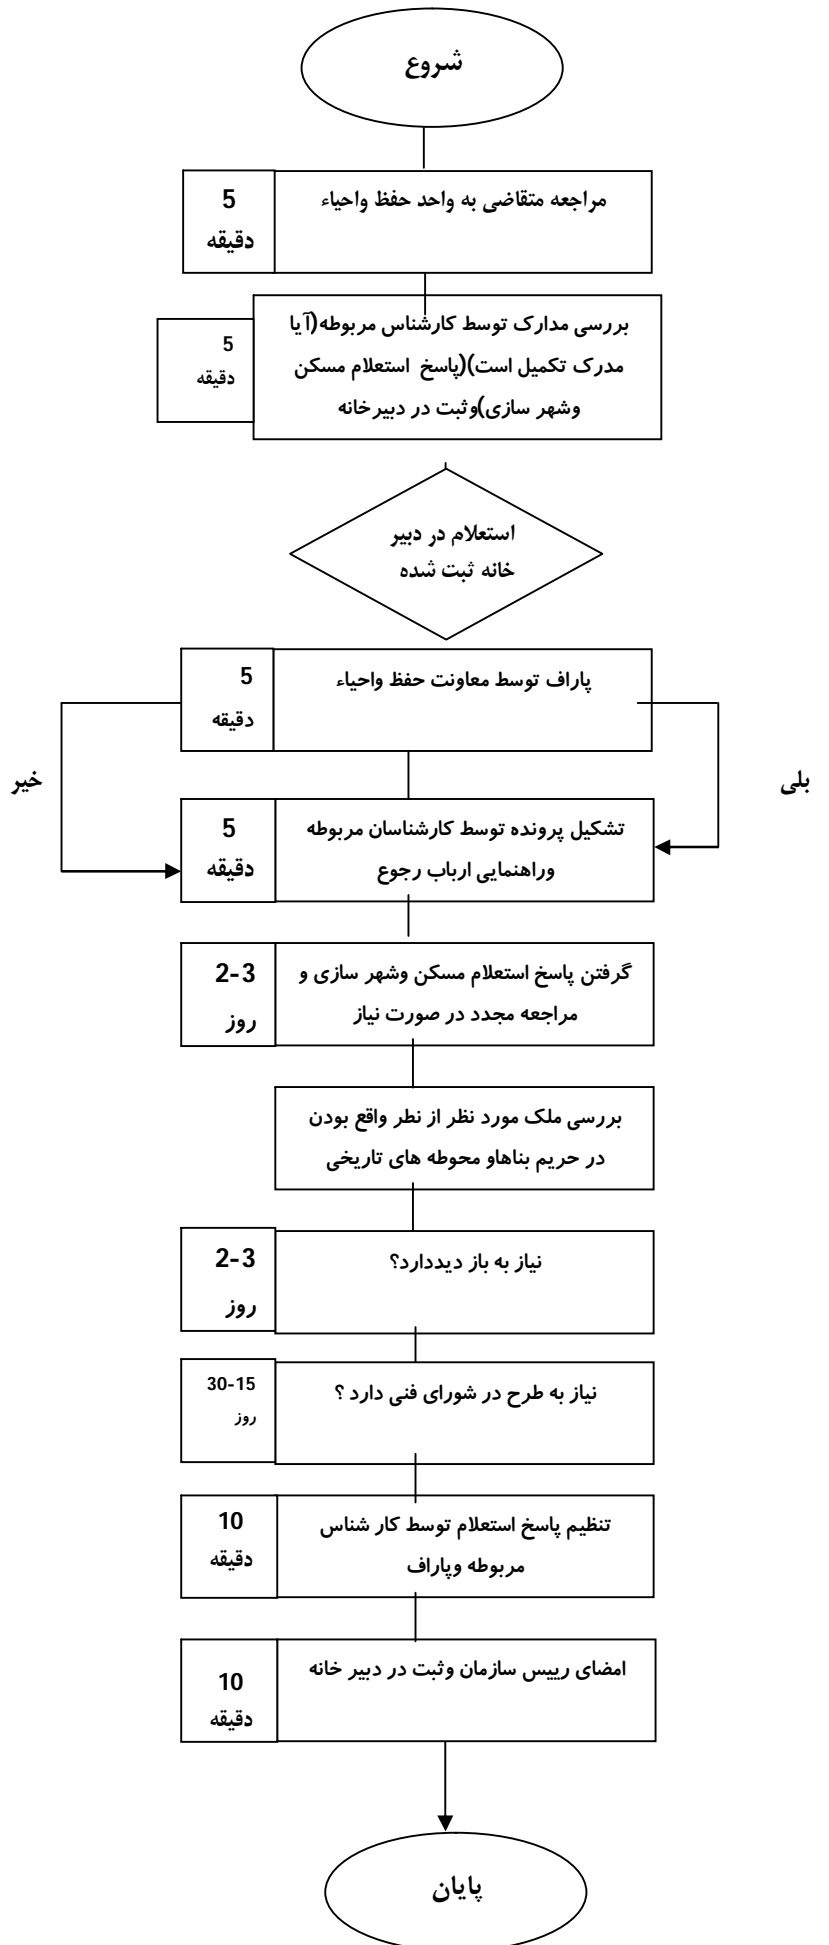 شروع
مراجعه متقاضی به واحد حفظ واحیاء
5
دقیقه
بررسی مدارک توسط کارشناس مربوطه(آیا
مدرک تکمیل است)(پاسخ استعلام مسکن
وشهر سازی)وثبت در دبیرخانه
5
دقیقه
استعلام در دبیر
خانه ثبت شده
پاراف توسط معاونت حفظ واحیاء
5
دقیقه
بلی
خیر
تشکیل پرونده توسط کارشناسان مربوطه
وراهنمایی ارباب رجوع
5
دقیقه
گرفتن پاسخ استعلام مسکن وشهر سازی و
مراجعه مجدد در صورت نیاز
2-3
روز
بررسی ملک مورد نظر از نطر واقع بودن
در حریم بناهاو محوطه های تاریخی
نیاز به باز دیددارد؟
2-3
روز
نیاز به طرح در شورای فنی دارد ؟
30-15
روز
تنظیم پاسخ استعلام توسط کار شناس
مربوطه وپاراف
10
دقیقه
امضای رییس سازمان وثبت در دبیر خانه
10
دقیقه
پایان